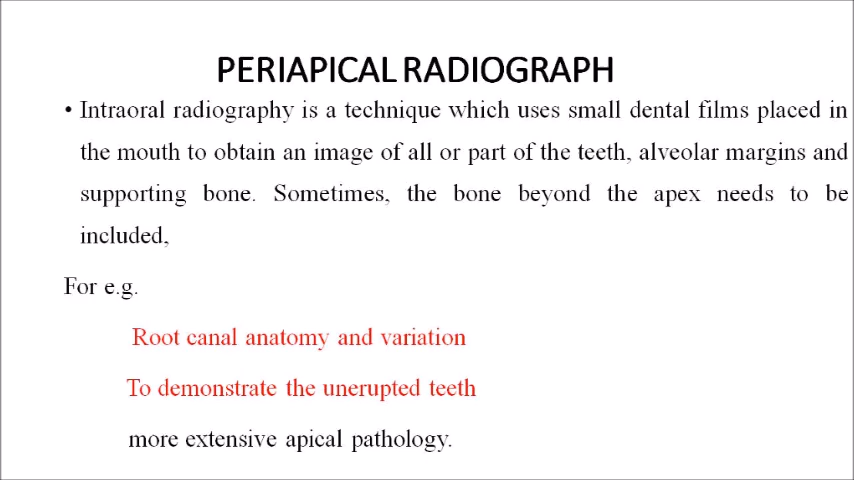 PERIAPICAL RADIOGRAPH
• Intraoral radiography is a technique which uses small dental films placed in
the mouth to obtain an image of all or part of the teeth, alveolar margins and
supporting bone. Sometimes, the bone beyond the apex needs to be
included,
For e.g.
Root canal anatomy and variation
To demonstrate the unerupted teeth
more extensive apical pathology.